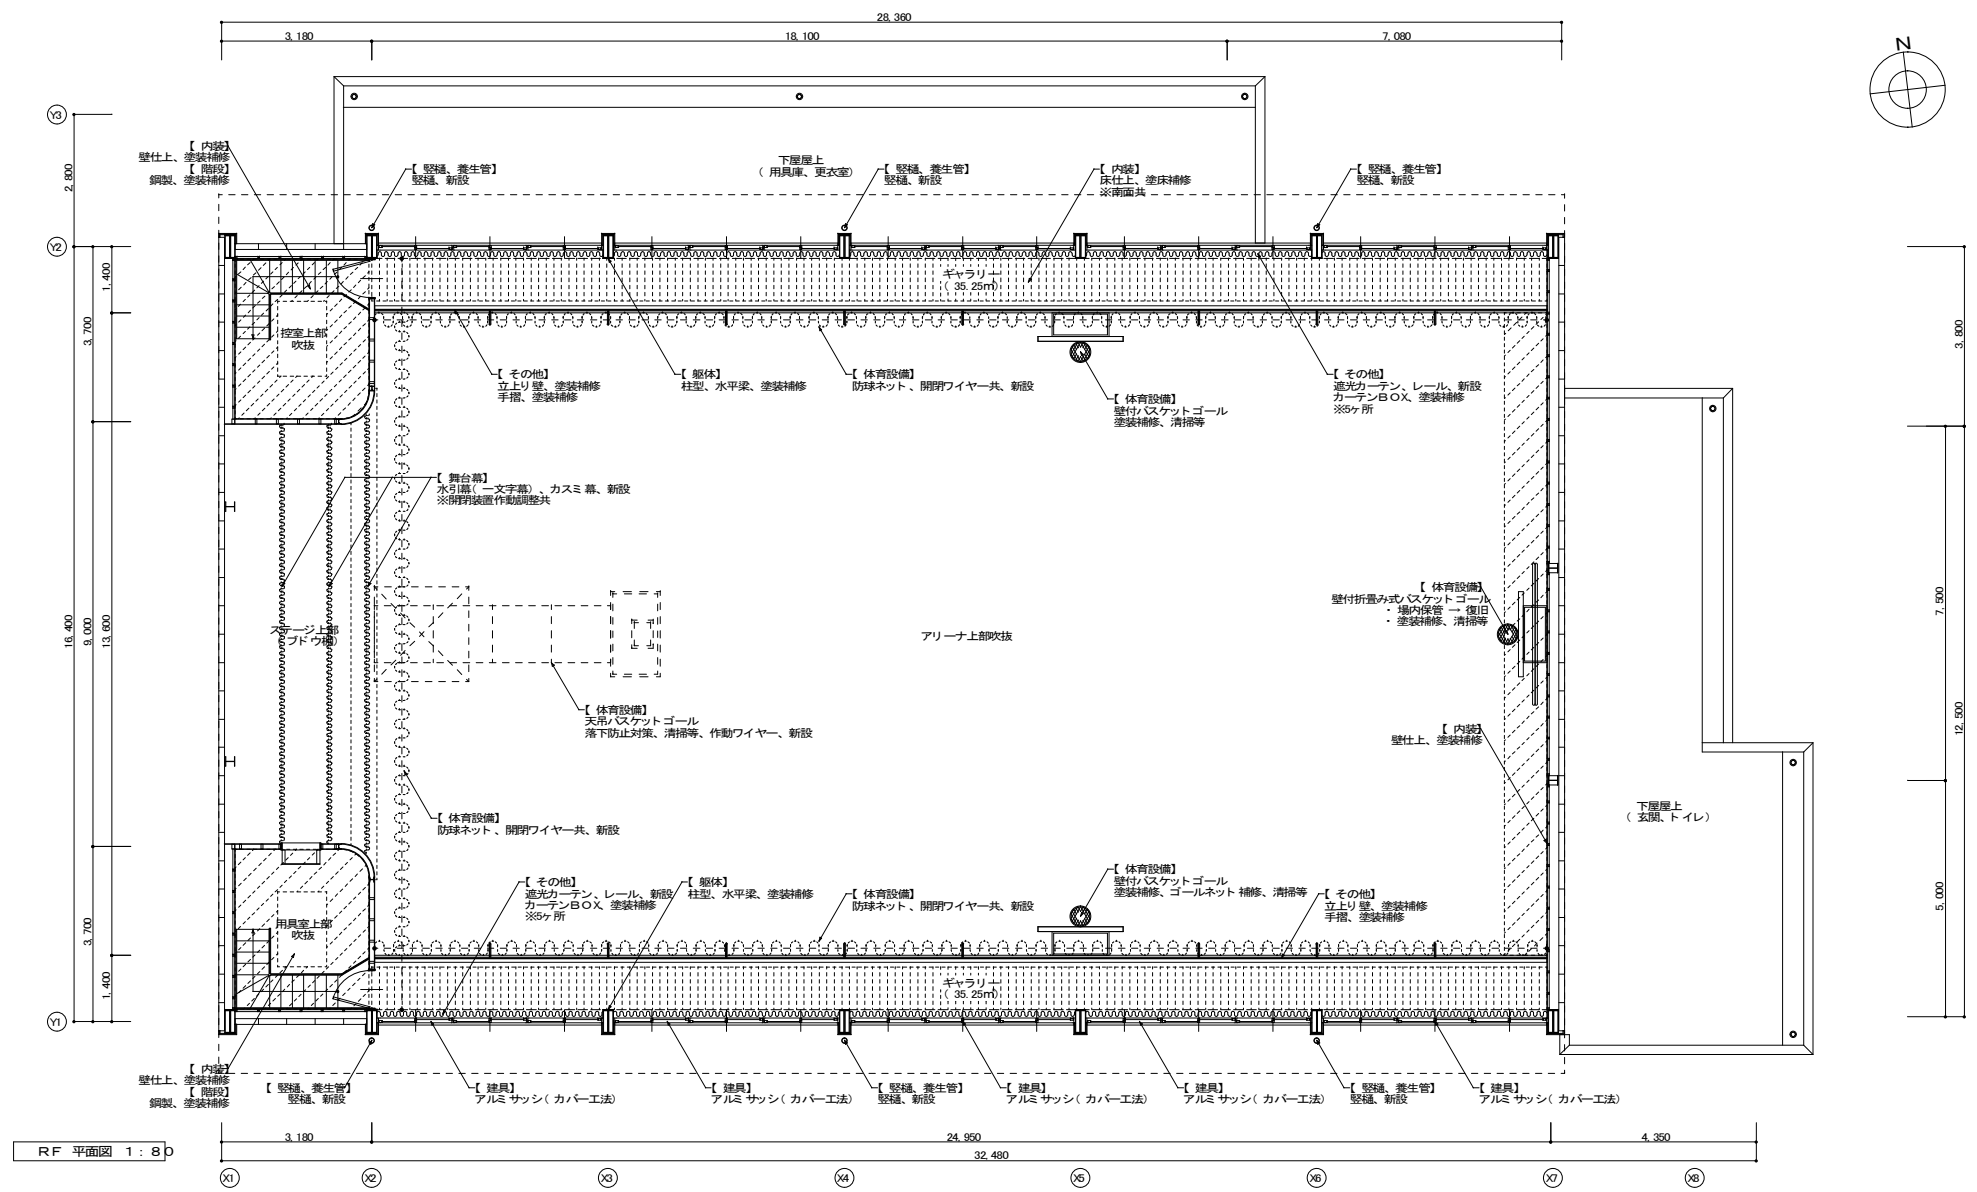 28,360
3,180
18,100
7,080
N
Y3
2,800
【 内装】
壁仕上、塗装補修
【 階段】
鋼製、塗装補修
【 竪樋、養生管】
竪樋、新設
下屋屋上
( 用具庫、更衣室)
【 竪樋、養生管】
竪樋、新設
【 内装】
床仕上、塗床補修
※南面共
【 竪樋、養生管】
竪樋、新設
Y2
1,400
ギャラリー
( 35.25㎡)
3,700
控室上部
吹抜
3,800
【 その他】
立上り壁、塗装補修
手摺、塗装補修
【 躯体】
柱型、水平梁、塗装補修
【 体育設備】
防球ネット、開閉ワイヤー共、新設
【 体育設備】
壁付バスケットゴール
塗装補修、清掃等
【 その他】
遮光カーテン、レール、新設
カーテンBOX、塗装補修
※5ヶ所
【 舞台幕】
水引幕( 一文字幕) 、カスミ幕、新設
※開閉装置作動調整共
16,400
9,000
13,600
ステージ上部
(ブドウ棚)
アリーナ上部吹抜
【 体育設備】
壁付折畳み式バスケットゴール
・ 場内保管 → 復旧
・ 塗装補修、清掃等
7,500
12,500
【 体育設備】
天吊バスケットゴール
落下防止対策、清掃等、作動ワイヤー、新設
【 内装】
壁仕上、塗装補修
【 体育設備】
防球ネット、開閉ワイヤー共、新設
下屋屋上
( 玄関、トイレ)
【 その他】
遮光カーテン、レール、新設
カーテンBOX、塗装補修
※5ヶ所
【 躯体】
柱型、水平梁、塗装補修
【 体育設備】
防球ネット、開閉ワイヤー共、新設
【 体育設備】
壁付バスケットゴール
塗装補修、ゴールネット補修、清掃等
【 その他】
立上り壁、塗装補修
手摺、塗装補修
5,000
3,700
用具室上部
吹抜
1,400
ギャラリー
( 35.25㎡)
Y1
【 内装】
壁仕上、塗装補修
【 階段】
鋼製、塗装補修
【 竪樋、養生管】
竪樋、新設
【 建具】
アルミサッシ( カバー工法)
【 建具】
アルミサッシ( カバー工法)
【 竪樋、養生管】
竪樋、新設
【 建具】
アルミサッシ( カバー工法)
【 建具】
アルミサッシ( カバー工法)
【 竪樋、養生管】
竪樋、新設
【 建具】
アルミサッシ( カバー工法)
3,180
24,950
4,350
32,480
RF 平面図 1:80
X1
X2
X3
X4
X5
X6
X7
X8